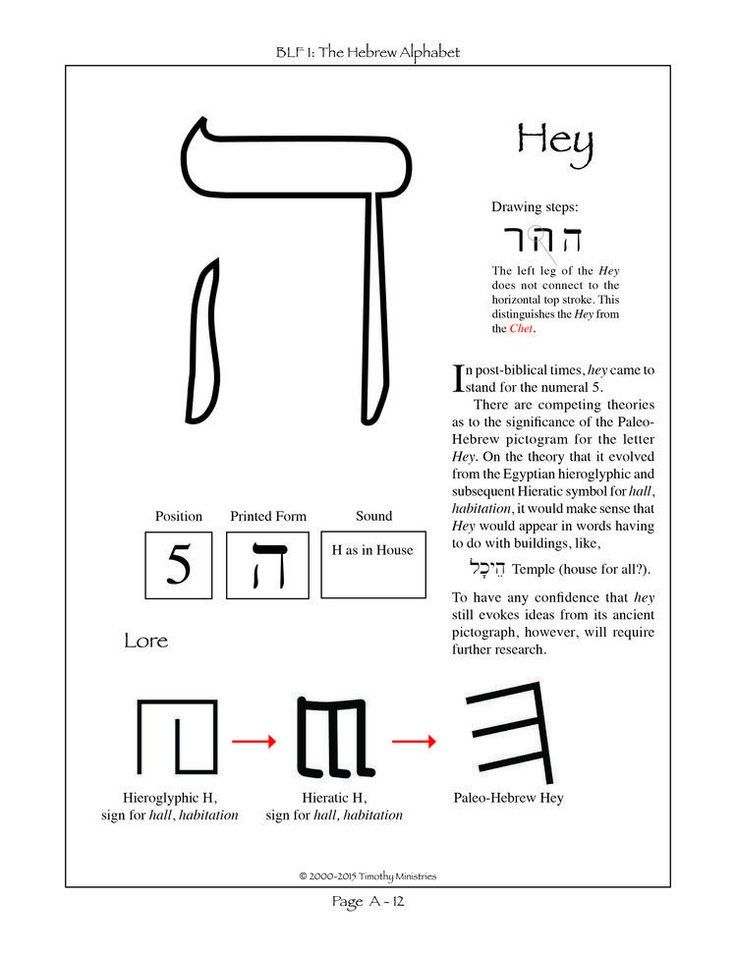 BLF 1: The Hebrew Alphabet
ה
Hey
Drawing steps:
ר ה ה
The left leg of the Hey
does not connect to the
horizontal top stroke. This
distinguishes the Hey from
the Chet.
In post-biblical times, hey came to
stand for the numeral 5.
There are competing theories
as to the significance of the Paleo-
Hebrew pictogram for the letter
Hey. On the theory that it evolved
from the Egyptian hieroglyphic and
subsequent Hieratic symbol for hall,
habitation, it would make sense that
Hey would appear in words having
to do with buildings, like,
הֵיכָל Temple (house for all?).
To have any confidence that hey
still evokes ideas from its ancient
pictograph, however, will require
further research.
Position Printed Form Sound
5 ה H as in House
Lore
Hieroglyphic H,
sign for hall, habitation
Hieratic H,
sign for hall, habitation
Paleo-Hebrew Hey
© 2000-2015 Timothy Ministries
Page A - 12